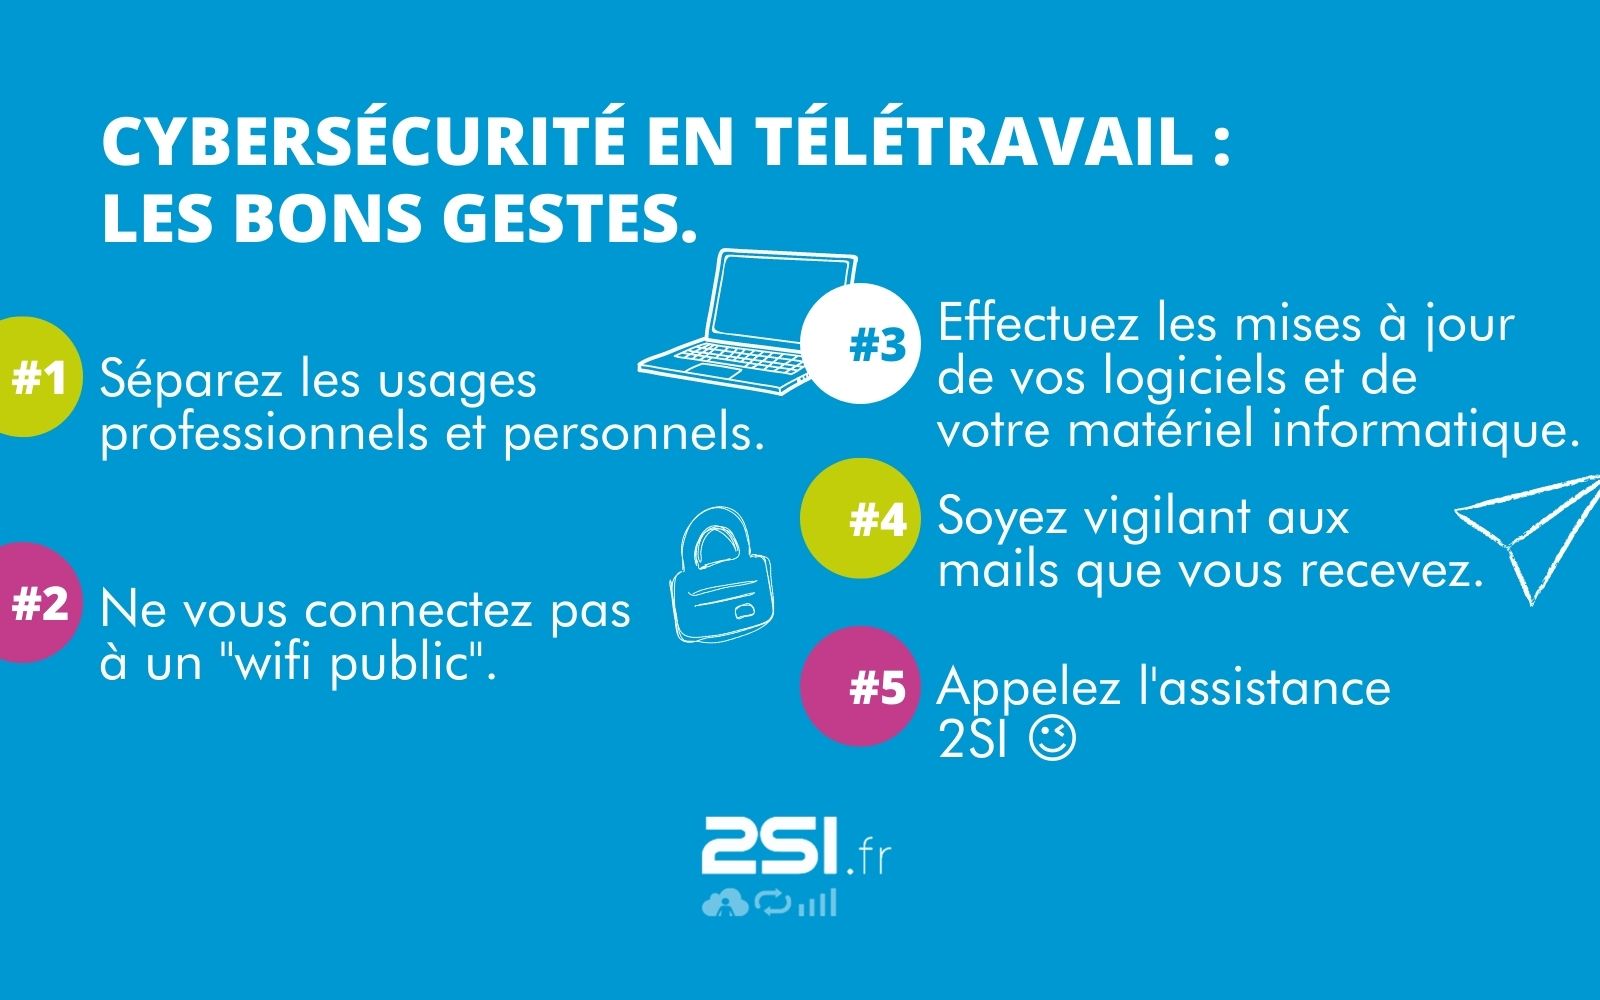 CYBERSÉCURITÉ EN TÉLÉTRAVAIL :
LES BONS GESTES.
#1
Séparez les usages
professionnels et personnels.
#2
Ne vous connectez pas
à un "wifi public".
#3
Effectuez les mises à jour
de vos logiciels et de
votre matériel informatique.
#4
Soyez vigilant aux
mails que vous recevez.
#5
Appelez l'assistance
2SI 😉
2SI.fr